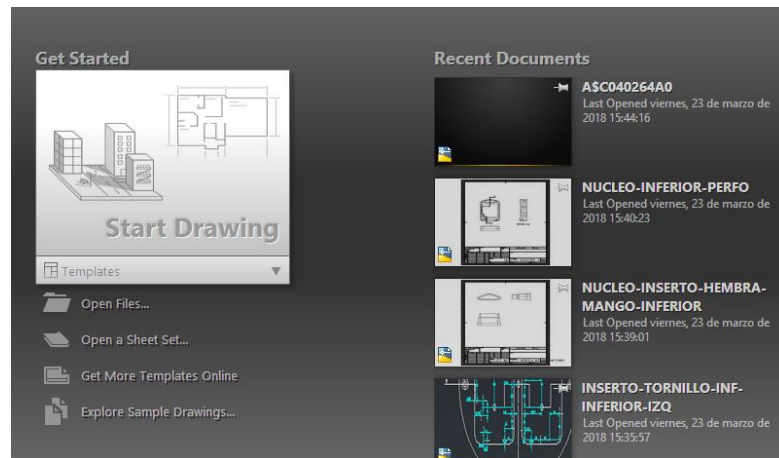 Get Started
Start Drawing
Templates
Open Files...
Open a Sheet Set...
Get More Templates Online
Explore Sample Drawings...
Recent Documents
A$C040264A0
Last Opened viernes, 23 de marzo de
2018 15:44:16
NUCLEO-INFERIOR-PERFO
Last Opened viernes, 23 de marzo de
2018 15:40:23
NUCLEO-INSERTO-HEMBRA-
MANGO-INFERIOR
Last Opened viernes, 23 de marzo de
2018 15:39:01
INSERTO-TORNILLO-INF-
INFERIOR-IZQ
Last Opened viernes, 23 de marzo de
2018 15:35:57